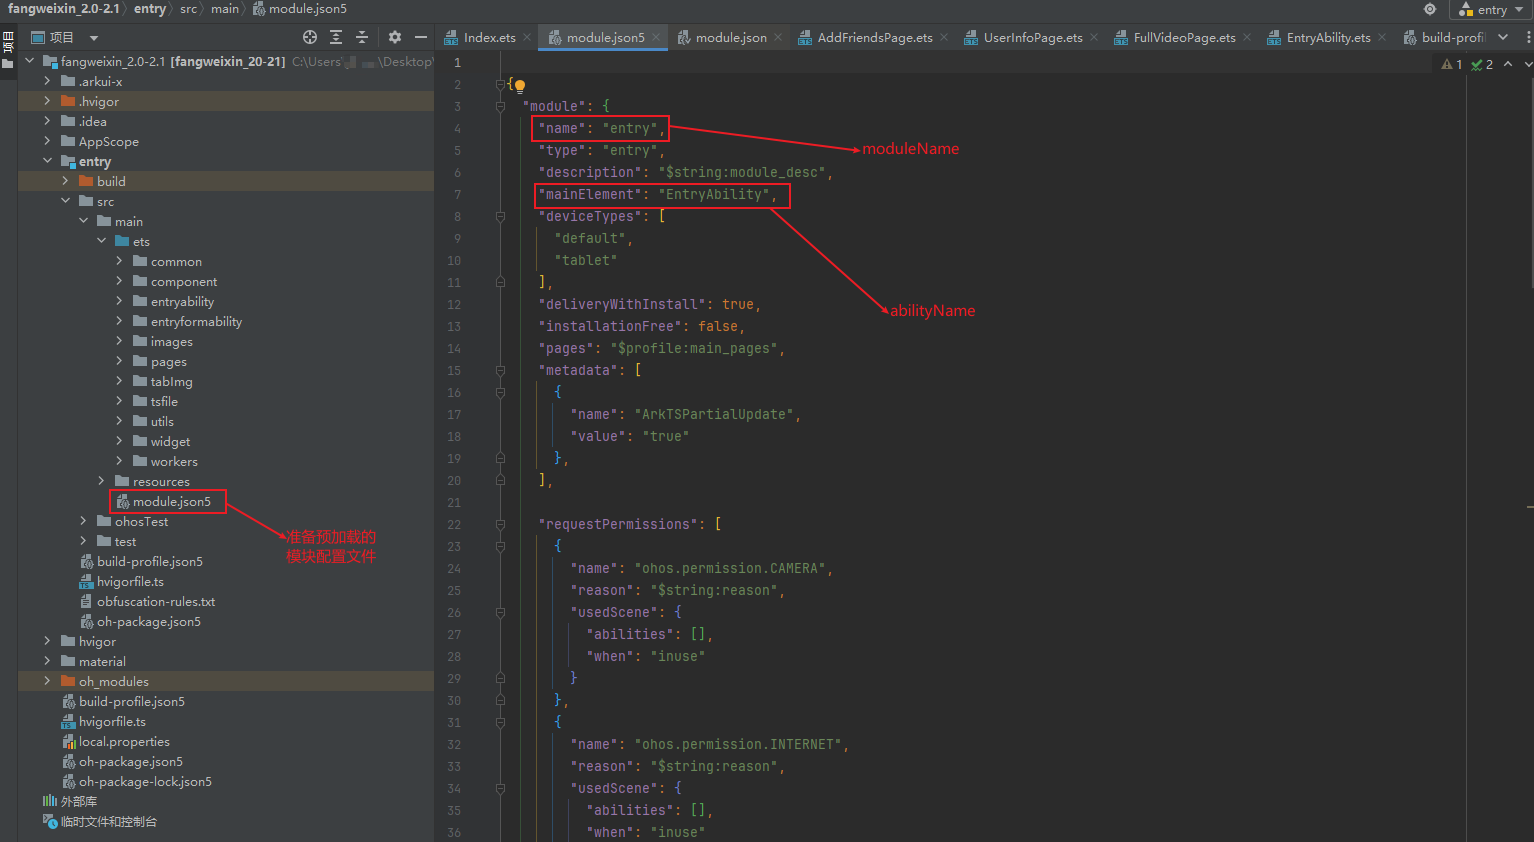 fangweixin_2.0-2.1 〉 entry 〉 src 〉 main 〉 module.json5
entry
项目
项目
Index.ets
module.json5
module.json
AddFriendsPage.ets
UserInfoPage.ets
FullVideoPage.ets
EntryAbility.ets
build-profil
fangweixin_2.0-2.1 [fangweixin_20-21] C:\Users\ \Desktop\
.arkui-x
.hvigor
.idea
AppScope
entry
build
src
main
ets
common
component
entryability
entryformability
images
pages
tabImg
tsfile
utils
widget
workers
resources
module.json5
准备预加载的
模块配置文件
ohosTest
test
build-profile.json5
hvigorfile.ts
obfuscation-rules.txt
oh-package.json5
hvigor
material
oh_modules
build-profile.json5
hvigorfile.ts
local.properties
oh-package.json5
oh-package-lock.json5
外部库
临时文件和控制台
1 2
1
2 {
3 "module": {
4 "name": "entry",
moduleName
5 "type": "entry",
6 "description": "$string:module_desc",
7 "mainElement": "EntryAbility",
8 "deviceTypes": [
9 "default",
10 "tablet"
11 ],
12 "deliveryWithInstall": true,
abilityName
13 "installationFree": false,
14 "pages": "$profile:main_pages",
15 "metadata": [
16 {
17 "name": "ArkTSPartialUpdate",
18 "value": "true"
19 },
20 ],
21
22 "requestPermissions": [
23 {
24 "name": "ohos.permission.CAMERA",
25 "reason": "$string:reason",
26 "usedScene": {
27 "abilities": [],
28 "when": "inuse"
29 }
30 },
31 {
32 "name": "ohos.permission.INTERNET",
33 "reason": "$string:reason",
34 "usedScene": {
35 "abilities": [],
36 "when": "inuse"